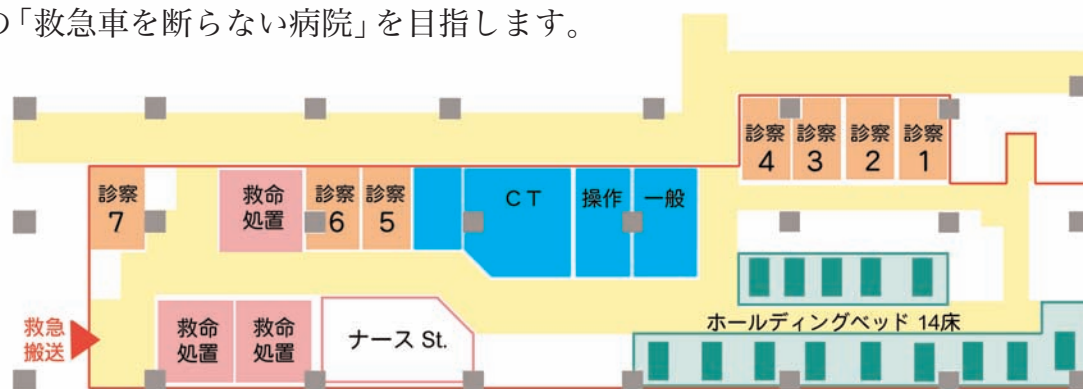 の「救急車を断らない病院」を目指します。
診察
4
診察
3
診察
2
診察
1
診察
7
救命
処置
診察
6
診察
5
CT
操作
一般
救急
搬送
救命
処置
救命
処置
ナース St.
ホールディングベッド 14床